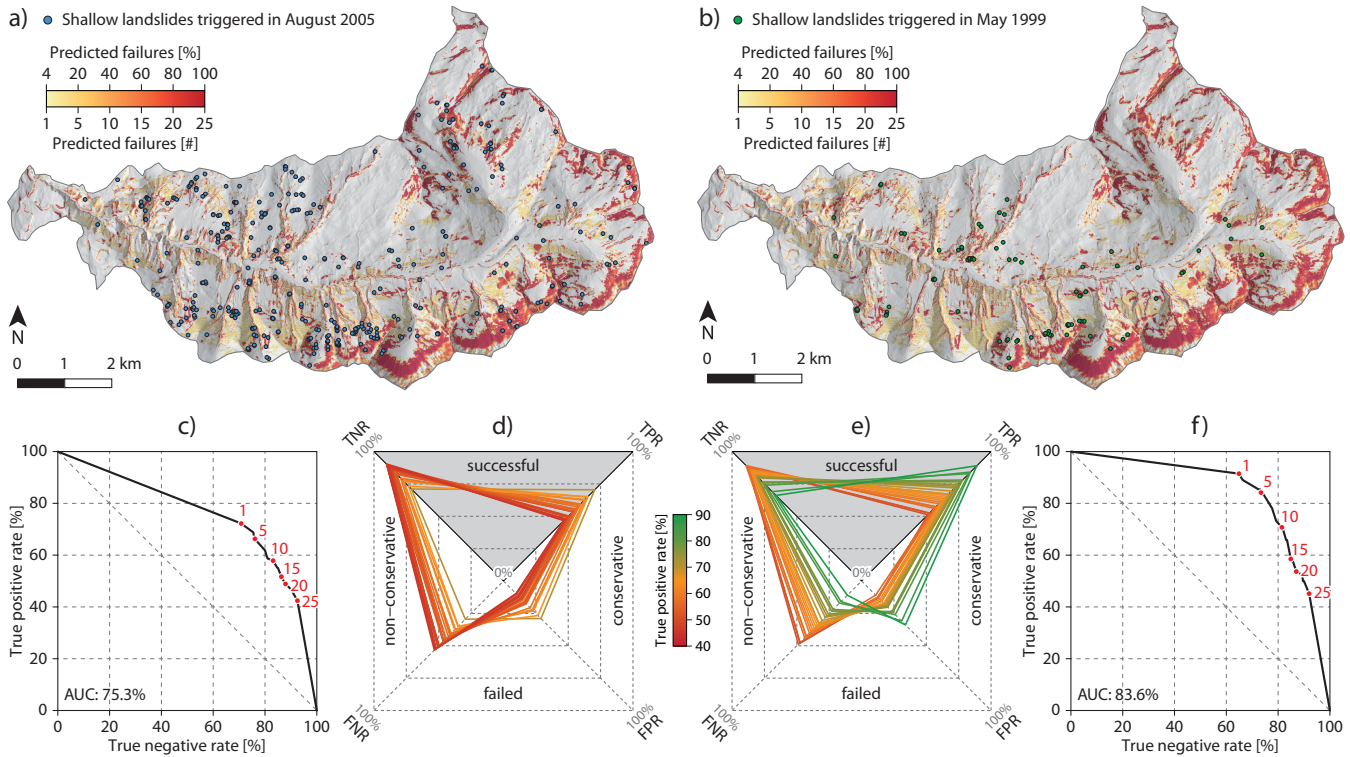 a)
Shallow landslides triggered in August 2005
Predicted failures [%]
4 20 40 60 80 100
1 5 10 15 20 25
Predicted failures [#]
N
0 1 2 km
b)
Shallow landslides triggered in May 1999
Predicted failures [%]
4 20 40 60 80 100
1 5 10 15 20 25
Predicted failures [#]
N
0 1 2 km
c)
True positive rate [%]
100
80
60
40
20
0
1
5
10
15
20
25
AUC: 75.3%
0 20 40 60 80 100
True negative rate [%]
d)
TNR
100%
TPR
100%
successful
non−conservative
conservative
0%
failed
100%
FNR
100%
FPR
True positive rate [%]
90
80
70
60
50
40
e)
TNR
100%
TPR
100%
successful
non−conservative
conservative
0%
failed
100%
FNR
100%
FPR
f)
True positive rate [%]
100
80
60
40
20
0
1
5
10
15
20
25
AUC: 83.6%
0 20 40 60 80 100
True negative rate [%]